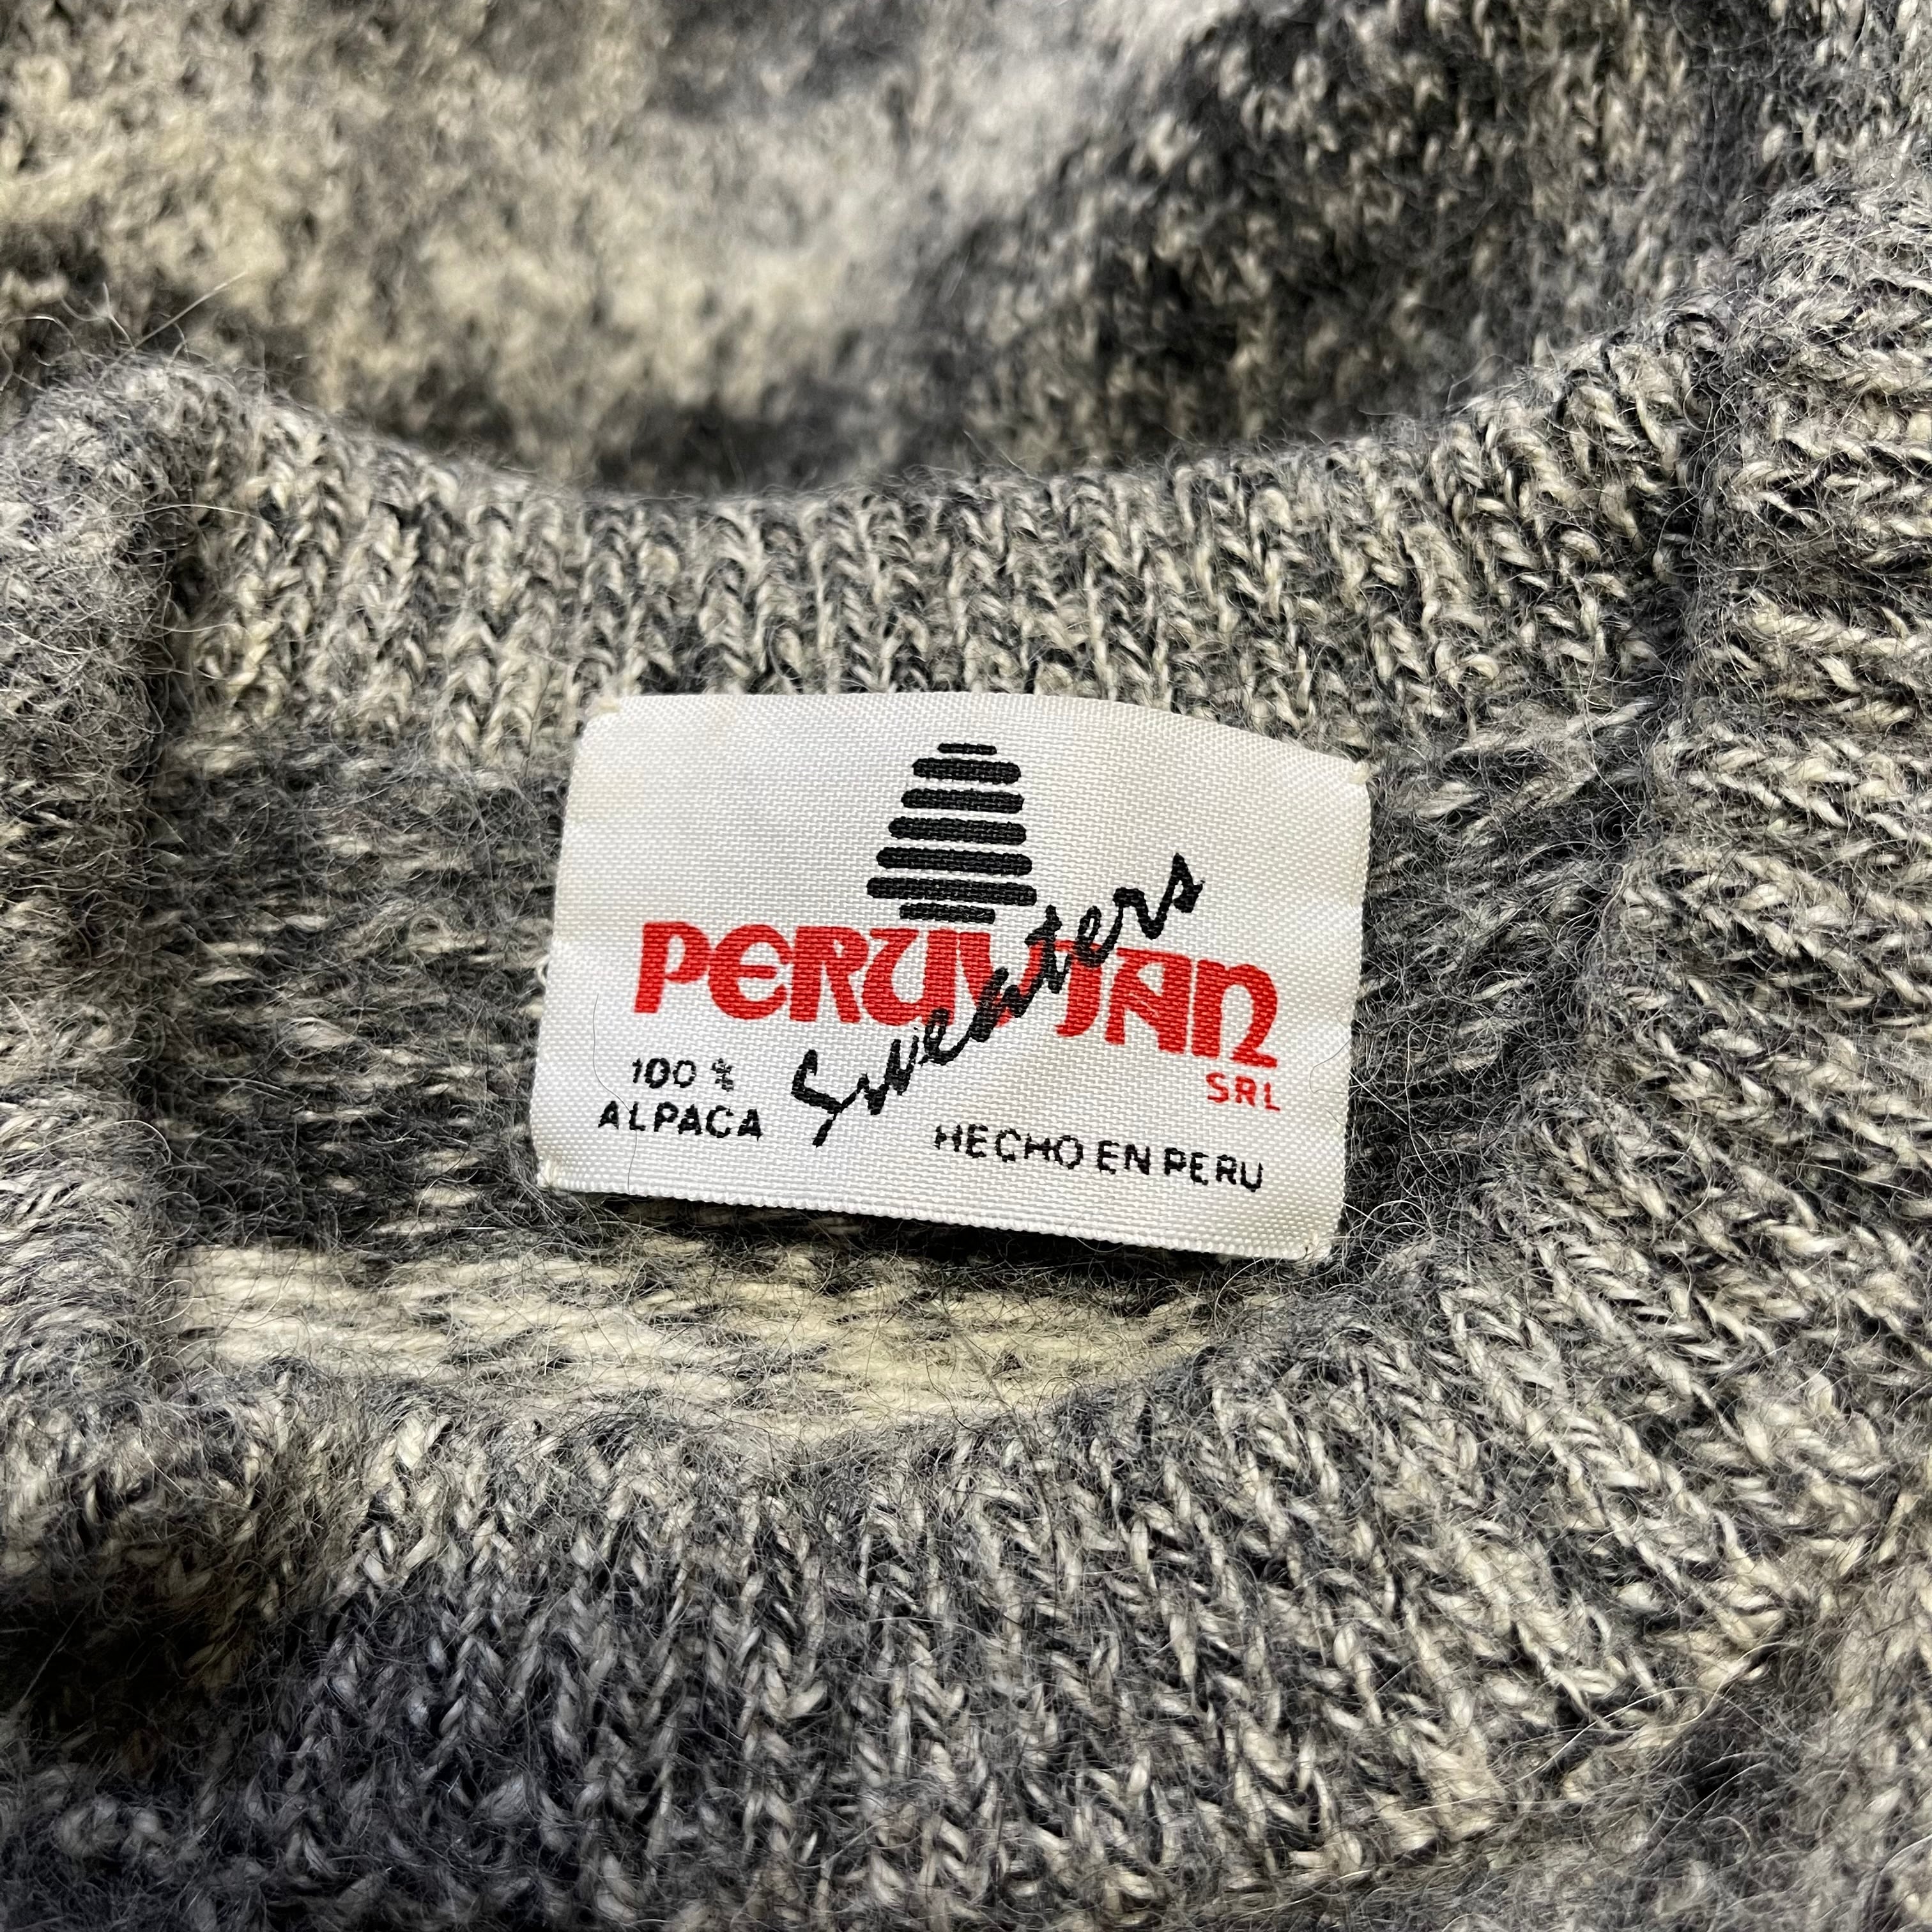 PERUVIAN
Sweaters
SRL
100 %
ALPACA
HECHO EN PERU